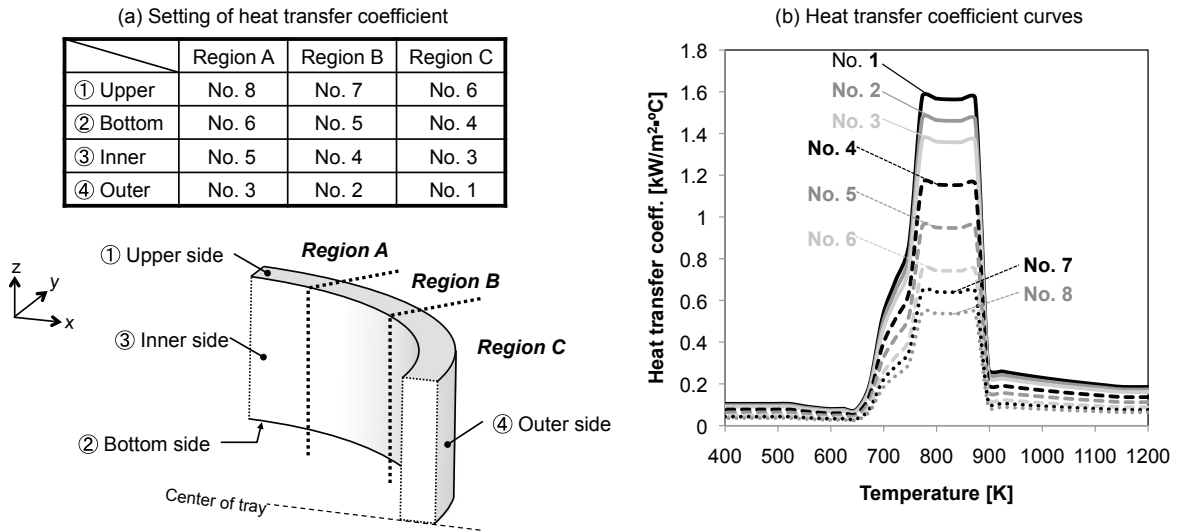 (a) Setting of heat transfer coefficient
Region A Region B Region C
① Upper No. 8 No. 7 No. 6
② Bottom No. 6 No. 5 No. 4
③ Inner No. 5 No. 4 No. 3
④ Outer No. 3 No. 2 No. 1
① Upper side
Region A
Region B
Region C
z
y
x
③ Inner side
② Bottom side
④ Outer side
Center of tray
(b) Heat transfer coefficient curves
Heat transfer coeff. [kW/m²▪ºC]
1.8
1.6
1.4
1.2
1
0.8
0.6
0.4
0.2
0
No. 1
No. 2
No. 3
No. 4
No. 5
No. 6
No. 7
No. 8
400 500 600 700 800 900 1000 1100 1200
Temperature [K]